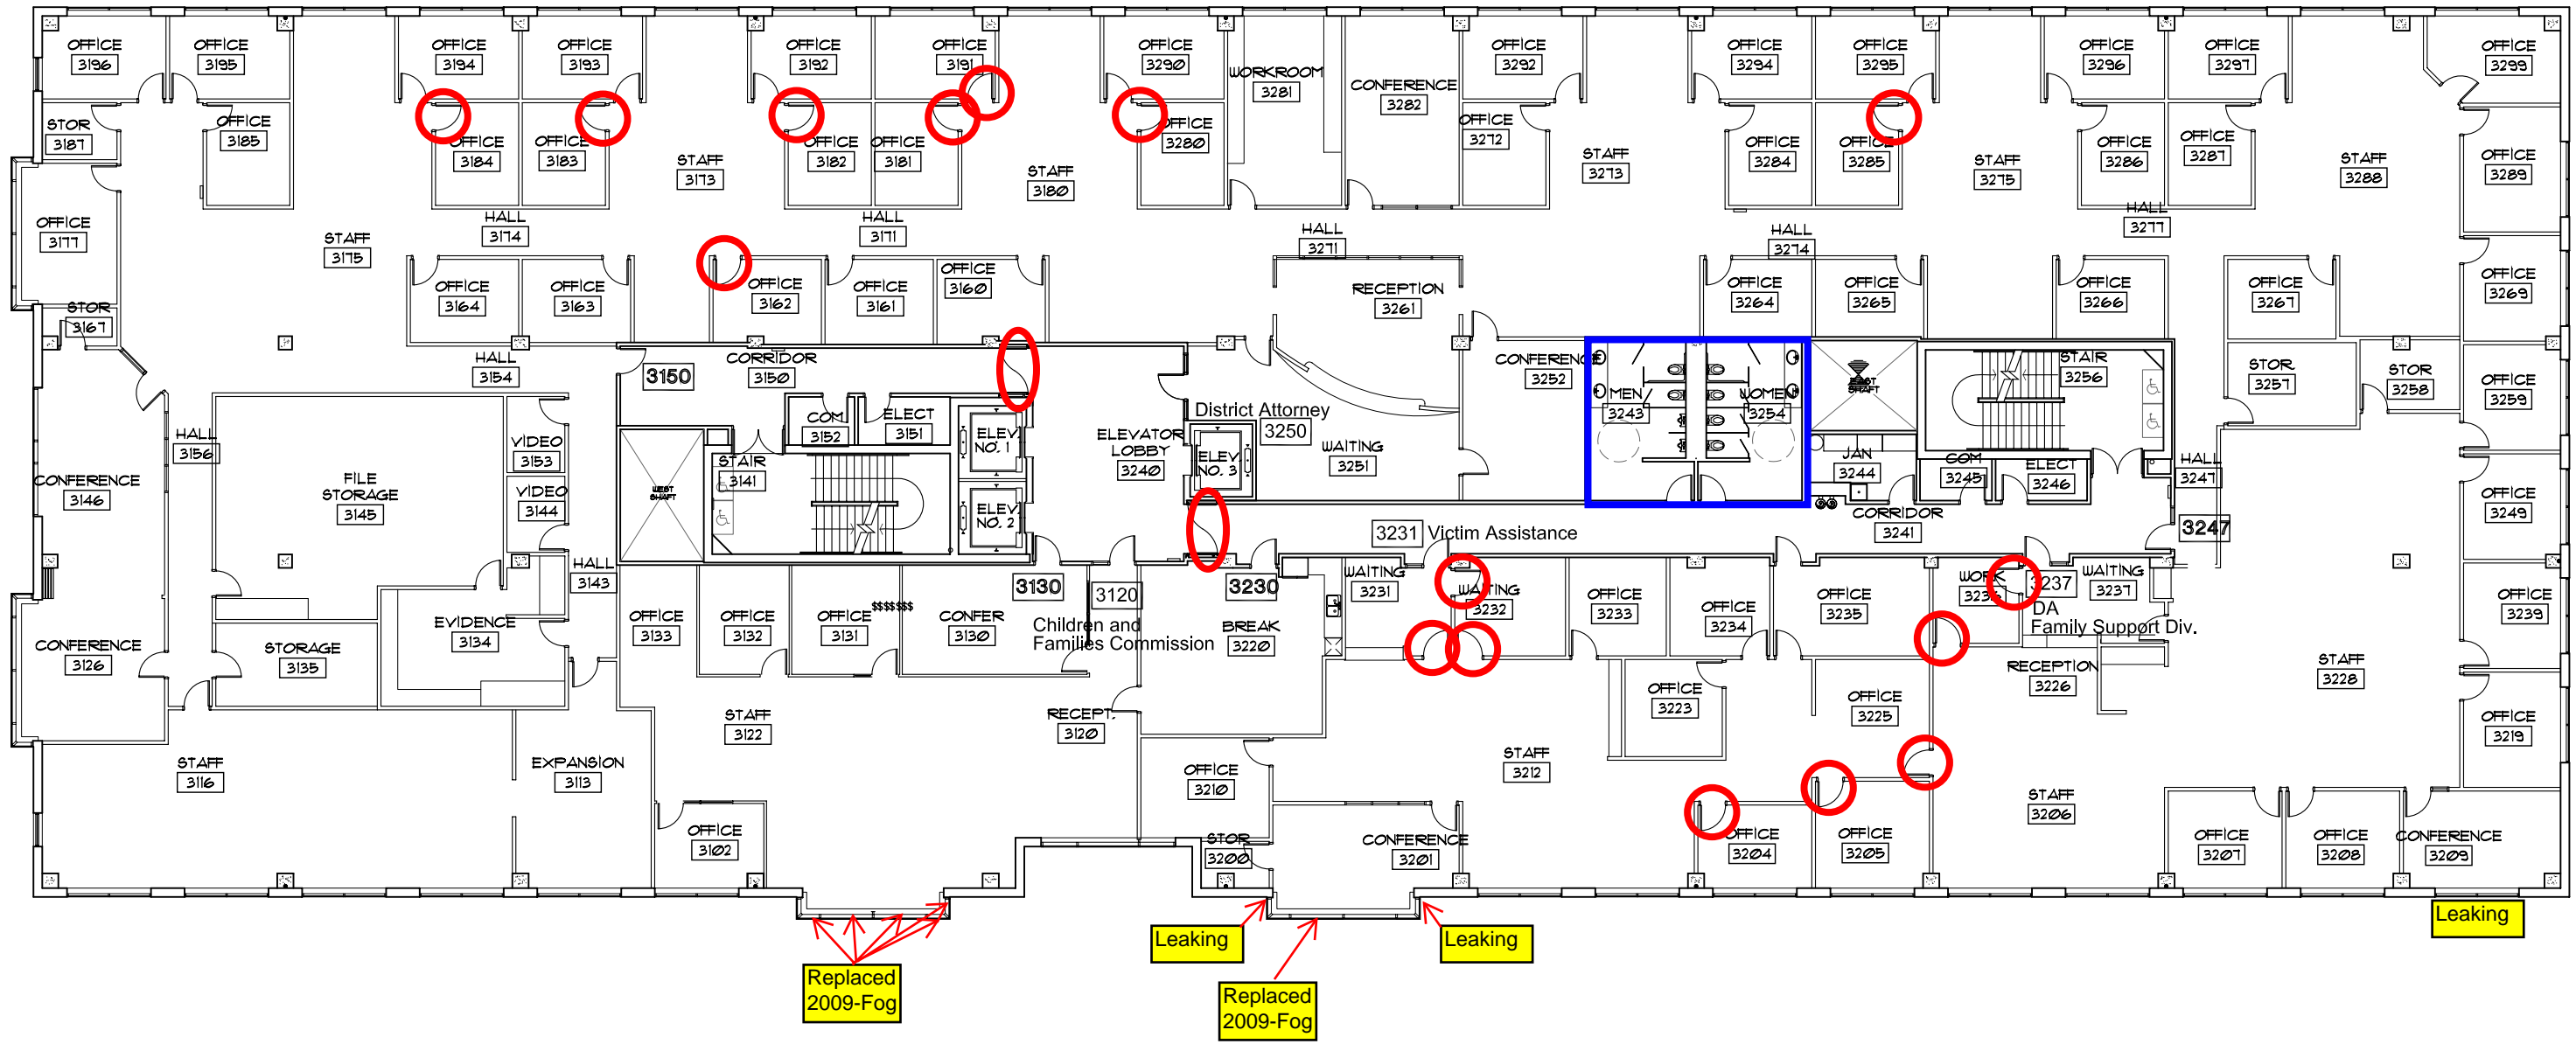 OFFICE
3196
OFFICE
3195
OFFICE
3194
OFFICE
3193
OFFICE
3192
OFFICE
3191
OFFICE
3290
WORKROOM
3281
CONFERENCE
3282
OFFICE
3292
OFFICE
3294
OFFICE
3295
OFFICE
3296
OFFICE
3297
OFFICE
3299
STOR
3187
OFFICE
3185
OFFICE
3184
OFFICE
3183
STAFF
3173
OFFICE
3182
OFFICE
3181
STAFF
3180
OFFICE
3280
OFFICE
3272
STAFF
3273
OFFICE
3284
OFFICE
3285
STAFF
3275
OFFICE
3286
OFFICE
3287
STAFF
3288
OFFICE
3289
OFFICE
3177
STAFF
3175
HALL
3174
HALL
3171
HALL
3271
HALL
3274
HALL
3277
STOR
3167
OFFICE
3164
OFFICE
3163
OFFICE
3162
OFFICE
3161
OFFICE
3160
RECEPTION
3261
OFFICE
3264
OFFICE
3265
OFFICE
3266
OFFICE
3267
OFFICE
3269
HALL
3154
3150
CORRIDOR
3150
CONFERENCE
3252
MEN
3243
WOMEN
3254
EAST
SHAFT
STAIR
3256
STOR
3257
STOR
3258
OFFICE
3259
HALL
3156
VIDEO
3153
COM
3152
ELECT
3151
ELEV.
NO. 1
ELEVATOR
LOBBY
3240
District Attorney
3250
ELEV.
NO. 3
WAITING
3251
JAN
3244
COM
3245
ELECT
3246
HALL
3247
CONFERENCE
3146
FILE
STORAGE
3145
VIDEO
3144
WEST
SHAFT
STAIR
3141
ELEV.
NO. 2
3231 Victim Assistance
CORRIDOR
3241
3247
OFFICE
3249
HALL
3143
3130
3120
3230
WAITING
3231
WAITING
3232
OFFICE
3233
OFFICE
3234
OFFICE
3235
WORK
3236
3237
DA
Family Support Div.
WAITING
3237
OFFICE
3239
CONFERENCE
3126
STORAGE
3135
EVIDENCE
3134
OFFICE
3133
OFFICE
3132
OFFICE
3131
$$$$$$$
CONFER
3130
Children and
Families Commission
BREAK
3220
OFFICE
3223
OFFICE
3225
RECEPTION
3226
STAFF
3228
OFFICE
3219
STAFF
3116
EXPANSION
3113
STAFF
3122
RECEPT.
3120
OFFICE
3210
STAFF
3212
STAFF
3206
OFFICE
3102
STOR
3200
CONFERENCE
3201
OFFICE
3204
OFFICE
3205
OFFICE
3207
OFFICE
3208
CONFERENCE
3209
Leaking
Leaking
Leaking
Replaced
2009-Fog
Replaced
2009-Fog